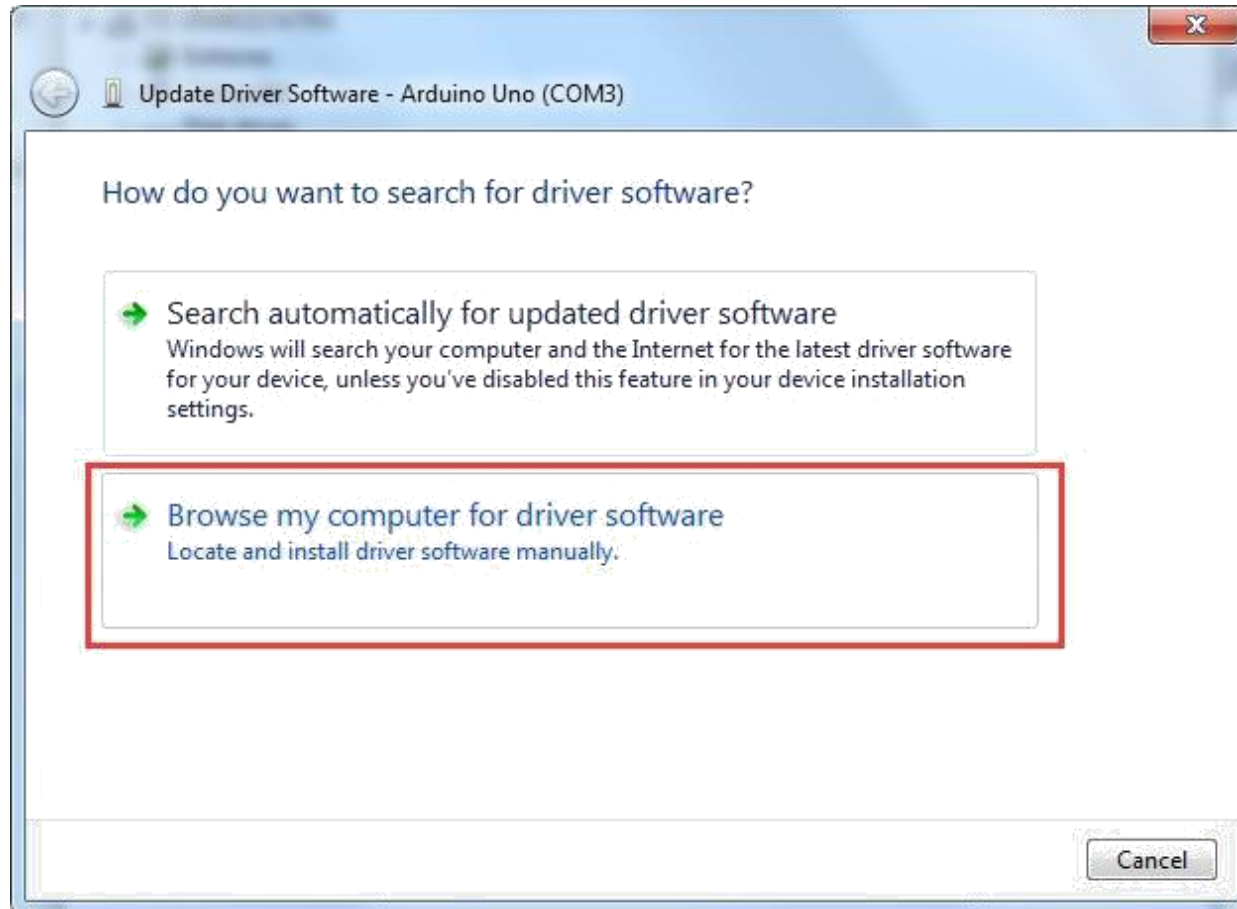 Update Driver Software - Arduino Uno (COM3)
How do you want to search for driver software?
Search automatically for updated driver software
Windows will search your computer and the Internet for the latest driver software
for your device, unless you've disabled this feature in your device installation
settings.
Browse my computer for driver software
Locate and install driver software manually.
Cancel